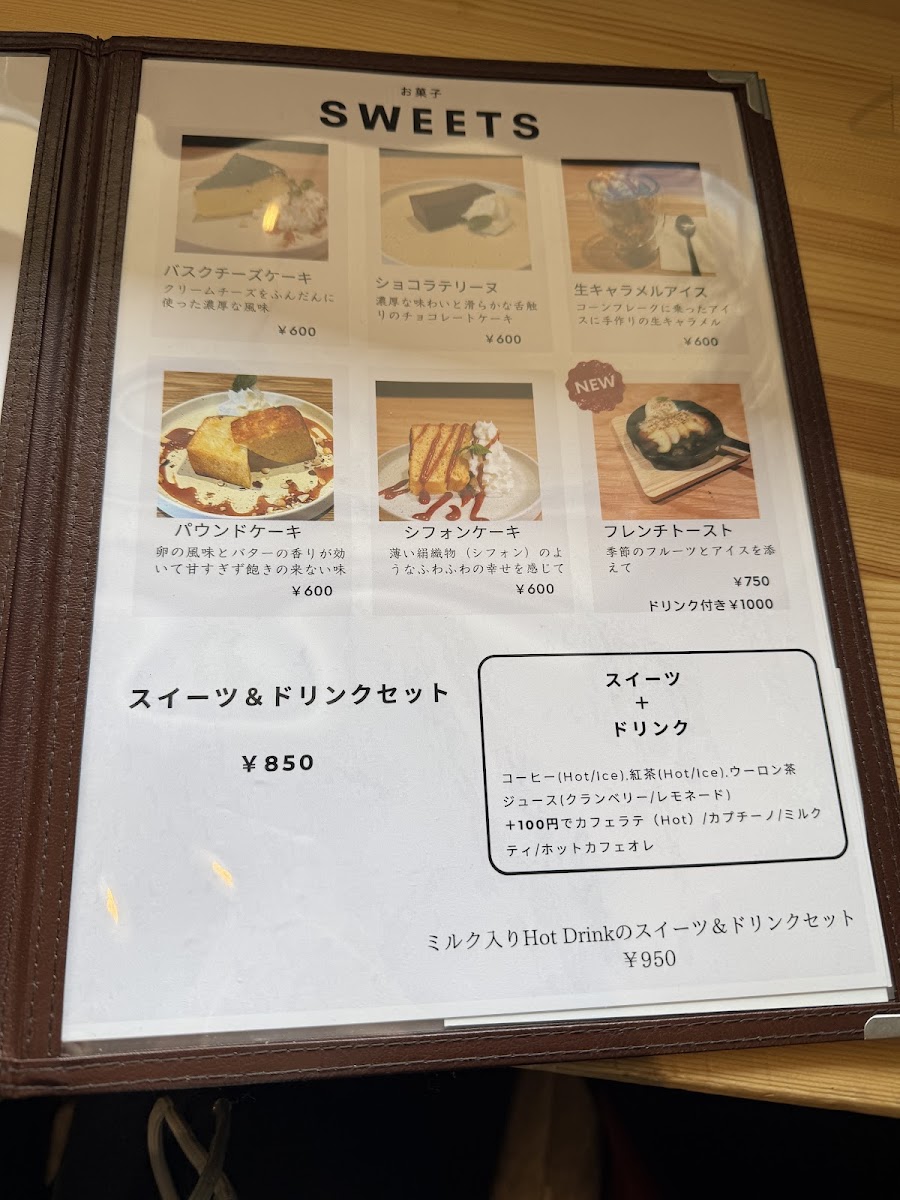 お菓子
SWEETS
バスクチーズケーキ
クリームチーズをふんだんに
使った濃厚な風味
¥600
ショコラテリーヌ
濃厚な味わいと滑らかな舌触
りのチョコレートケーキ
¥600
生キャラメルアイス
コーンフレークに乗ったアイ
スに手作りの生キャラメル
¥600
パウンドケーキ
卵の風味とバターの香りが効
いて甘すぎず飽きの来ない味
¥600
シフォンケーキ
薄い絹織物（シフォン）のよ
うなふわふわの幸せを感じて
¥600
NEW
フレンチトースト
季節のフルーツとアイスを添
えて
¥750
ドリンク付き¥1000
スイーツ＆ドリンクセット
¥850
スイーツ
+
ドリンク
コーヒー(Hot/Ice),紅茶(Hot/Ice).ウーロン茶
ジュース(クランベリー/レモネード)
+100円でカフェラテ（Hot）/カプチーノ/ミルク
ティ/ホットカフェオレ
ミルク入りHot Drinkのスイーツ＆ドリンクセット
¥950